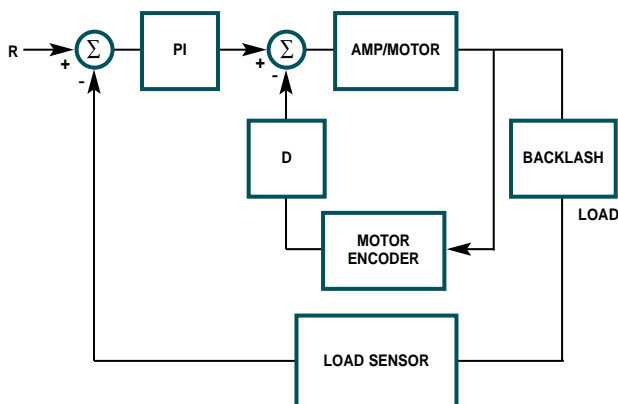 R
+
-
Σ
PI
+
-
Σ
AMP/MOTOR
D
BACKLASH
LOAD
MOTOR
ENCODER
LOAD SENSOR